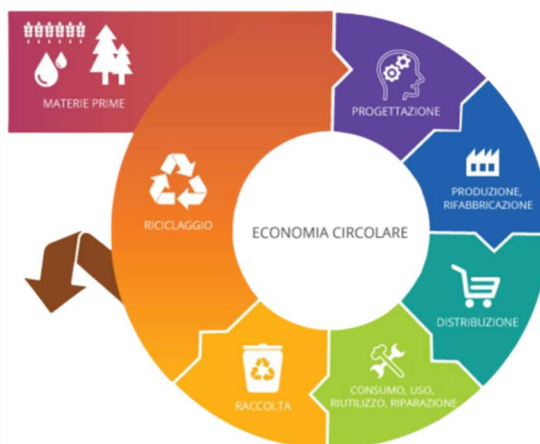 MATERIE PRIME
PROGETTAZIONE
PRODUZIONE,
RIFABBRICAZIONE
RICICLAGGIO
ECONOMIA CIRCOLARE
DISTRIBUZIONE
CONSUMO, USO,
RIUTILIZZO, RIPARAZIONE,
RACCOLTA